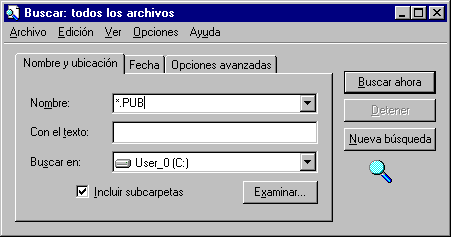 Buscar: todos los archivos
Archivo Edición Ver Opciones Ayuda
Nombre y ubicación Fecha Opciones avanzadas
Nombre: *.PUB
Con el texto:
Buscar en: User_0 (C:)
Incluir subcarpetas Examinar...
Buscar ahora
Detener
Nueva búsqueda